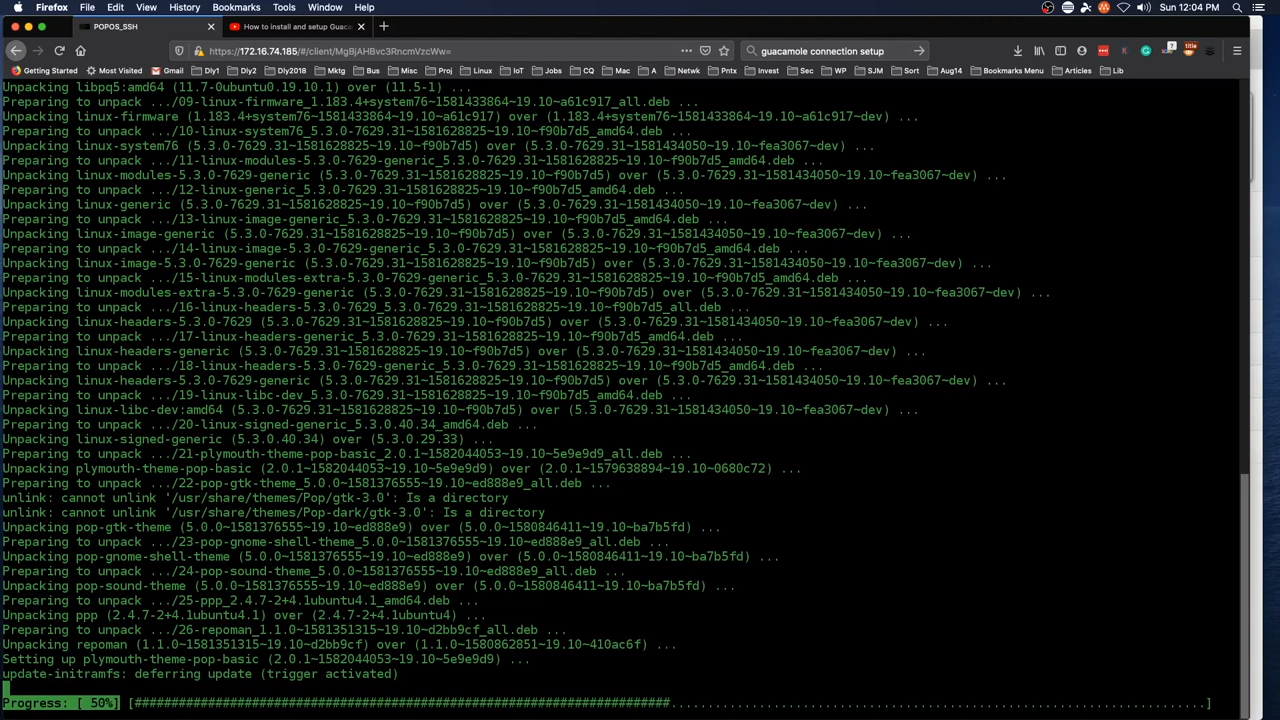 Firefox File Edit View History Bookmarks Tools Window Help Sun 12:04 PM
POPOS_SSH How to install and setup Guaca
https://172.16.74.185/#/client/MgBjAHBvc3RncmVzcWw= guacamole connection setup
Getting Started Most Visited Gmail Dly1 Dly2 Dly2018 Mktg Bus Misc Proj Linux IoT Jobs CQ Mac A Netwk Pntx Invest Sec WP SJM Sort Aug14 Bookmarks Menu Articles Lib
Unpacking libpq5:amd64 (11.7-0ubuntu0.19.10.1) over (11.5-1) ...
Preparing to unpack .../09-linux-firmware_1.183.4+system76~1581433864~19.10~a61c917_all.deb ...
Unpacking linux-firmware (1.183.4+system76~1581433864~19.10~a61c917) over (1.183.4+system76~1581433864~19.10~a61c917~dev) ...
Preparing to unpack .../10-linux-system76_5.3.0-7629.31~1581628825~19.10~f90b7d5_amd64.deb ...
Unpacking linux-system76 (5.3.0-7629.31~1581628825~19.10~f90b7d5) over (5.3.0-7629.31~1581434050~19.10~fea3067~dev) ...
Preparing to unpack .../11-linux-modules-5.3.0-7629-generic_5.3.0-7629.31~1581628825~19.10~f90b7d5_amd64.deb ...
Unpacking linux-modules-5.3.0-7629-generic (5.3.0-7629.31~1581628825~19.10~f90b7d5) over (5.3.0-7629.31~1581434050~19.10~fea3067~dev) ...
Preparing to unpack .../12-linux-generic_5.3.0-7629.31~1581628825~19.10~f90b7d5_amd64.deb ...
Unpacking linux-generic (5.3.0-7629.31~1581628825~19.10~f90b7d5) over (5.3.0-7629.31~1581434050~19.10~fea3067~dev) ...
Preparing to unpack .../13-linux-image-generic_5.3.0-7629.31~1581628825~19.10~f90b7d5_amd64.deb ...
Unpacking linux-image-generic (5.3.0-7629.31~1581628825~19.10~f90b7d5) over (5.3.0-7629.31~1581434050~19.10~fea3067~dev) ...
Preparing to unpack .../14-linux-image-5.3.0-7629-generic_5.3.0-7629.31~1581628825~19.10~f90b7d5_amd64.deb ...
Unpacking linux-image-5.3.0-7629-generic (5.3.0-7629.31~1581628825~19.10~f90b7d5) over (5.3.0-7629.31~1581434050~19.10~fea3067~dev) ...
Preparing to unpack .../15-linux-modules-extra-5.3.0-7629-generic_5.3.0-7629.31~1581628825~19.10~f90b7d5_amd64.deb ...
Unpacking linux-modules-extra-5.3.0-7629-generic (5.3.0-7629.31~1581628825~19.10~f90b7d5) over (5.3.0-7629.31~1581434050~19.10~fea3067~dev) ...
Preparing to unpack .../16-linux-headers-5.3.0-7629_5.3.0-7629.31~1581628825~19.10~f90b7d5_all.deb ...
Unpacking linux-headers-5.3.0-7629 (5.3.0-7629.31~1581628825~19.10~f90b7d5) over (5.3.0-7629.31~1581434050~19.10~fea3067~dev) ...
Preparing to unpack .../17-linux-headers-generic_5.3.0-7629.31~1581628825~19.10~f90b7d5_amd64.deb ...
Unpacking linux-headers-generic (5.3.0-7629.31~1581628825~19.10~f90b7d5) over (5.3.0-7629.31~1581434050~19.10~fea3067~dev) ...
Preparing to unpack .../18-linux-headers-5.3.0-7629-generic_5.3.0-7629.31~1581628825~19.10~f90b7d5_amd64.deb ...
Unpacking linux-headers-5.3.0-7629-generic (5.3.0-7629.31~1581628825~19.10~f90b7d5) over (5.3.0-7629.31~1581434050~19.10~fea3067~dev) ...
Preparing to unpack .../19-linux-libc-dev_5.3.0-7629.31~1581628825~19.10~f90b7d5_amd64.deb ...
Unpacking linux-libc-dev:amd64 (5.3.0-7629.31~1581628825~19.10~f90b7d5) over (5.3.0-7629.31~1581434050~19.10~fea3067~dev) ...
Preparing to unpack .../20-linux-signed-generic_5.3.0.40.34_amd64.deb ...
Unpacking linux-signed-generic (5.3.0.40.34) over (5.3.0.29.33) ...
Preparing to unpack .../21-plymouth-theme-pop-basic_2.0.1~1582044053~19.10~5e9e9d9_all.deb ...
Unpacking plymouth-theme-pop-basic (2.0.1~1582044053~19.10~5e9e9d9) over (2.0.1~1579638894~19.10~0680c72) ...
Preparing to unpack .../22-pop-gtk-theme_5.0.0~1581376555~19.10~ed888e9_all.deb ...
unlink: cannot unlink '/usr/share/themes/Pop/gtk-3.0': Is a directory
unlink: cannot unlink '/usr/share/themes/Pop-dark/gtk-3.0': Is a directory
Unpacking pop-gtk-theme (5.0.0~1581376555~19.10~ed888e9) over (5.0.0~1580846411~19.10~ba7b5fd) ...
Preparing to unpack .../23-pop-gnome-shell-theme_5.0.0~1581376555~19.10~ed888e9_all.deb ...
Unpacking pop-gnome-shell-theme (5.0.0~1581376555~19.10~ed888e9) over (5.0.0~1580846411~19.10~ba7b5fd) ...
Preparing to unpack .../24-pop-sound-theme_5.0.0~1581376555~19.10~ed888e9_all.deb ...
Unpacking pop-sound-theme (5.0.0~1581376555~19.10~ed888e9) over (5.0.0~1580846411~19.10~ba7b5fd) ...
Preparing to unpack .../25-ppp_2.4.7-2+4.1ubuntu4.1_amd64.deb ...
Unpacking ppp (2.4.7-2+4.1ubuntu4.1) over (2.4.7-2+4.1ubuntu4) ...
Preparing to unpack .../26-repoman_1.1.0~1581351315~19.10~d2bb9cf_all.deb ...
Unpacking repoman (1.1.0~1581351315~19.10~d2bb9cf) over (1.1.0~1580862851~19.10~410ac6f) ...
Setting up plymouth-theme-pop-basic (2.0.1~1582044053~19.10~5e9e9d9) ...
update-initramfs: deferring update (trigger activated)
Progress: [ 50%] [#########################################################################.........................................................................]